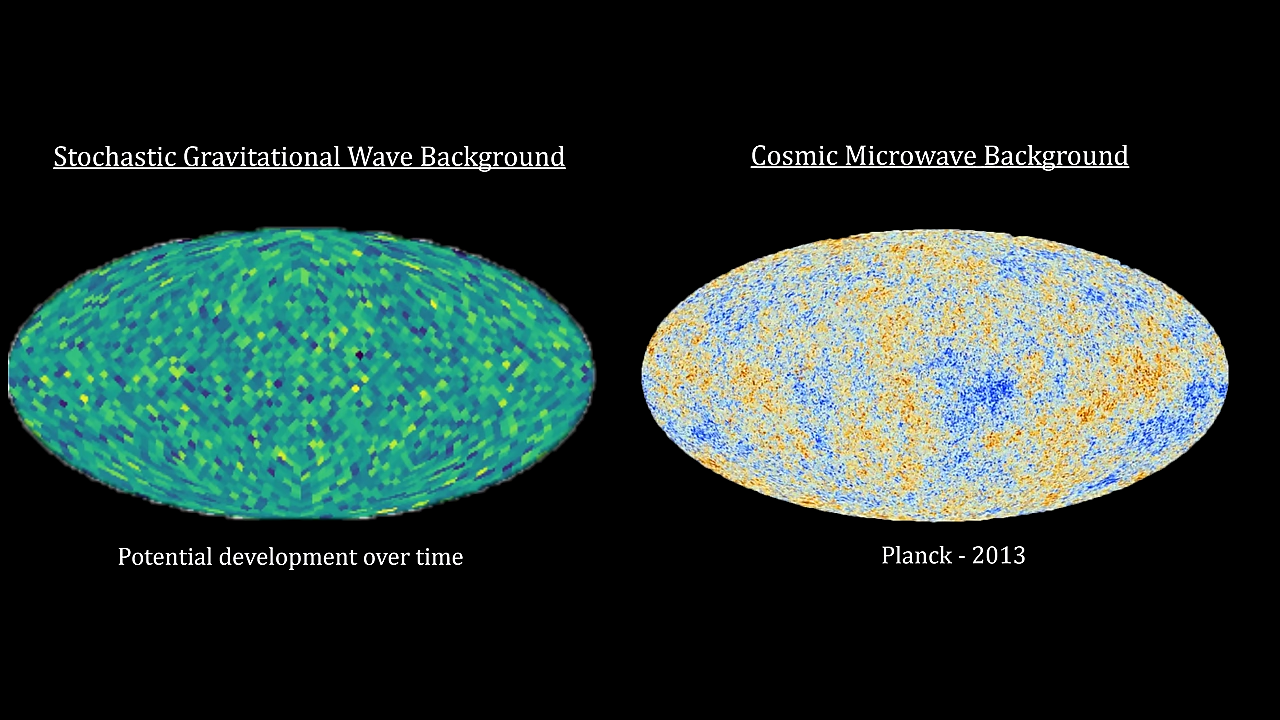 Stochastic Gravitational Wave Background
Cosmic Microwave Background
Potential development over time
Planck - 2013